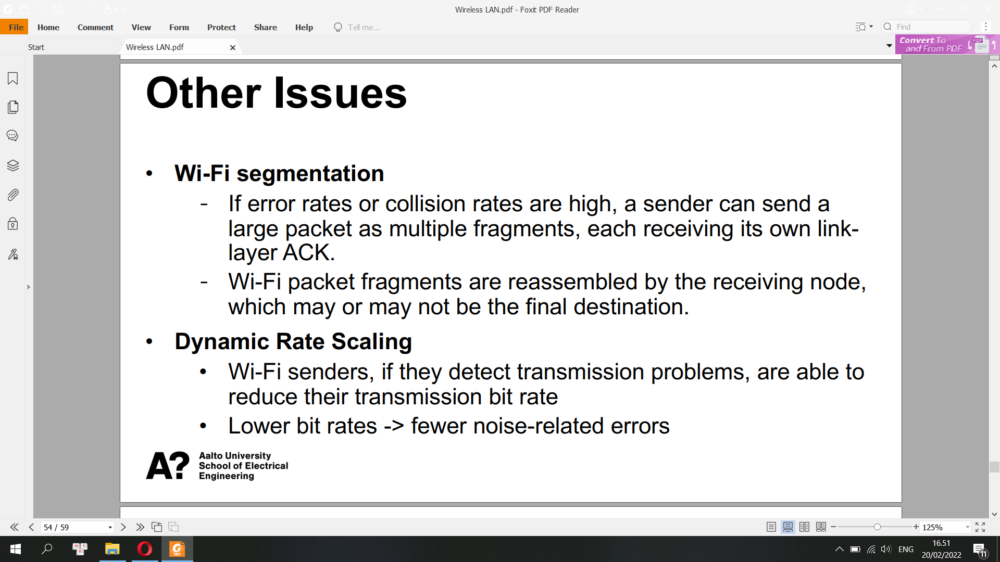 Wireless LAN.pdf - Foxit PDF Reader
File Home Comment View Form Protect Share Help Tell me... Find
Start Wireless LAN.pdf
Convert To
and From PDF
PDF
Other Issues
• Wi-Fi segmentation
- If error rates or collision rates are high, a sender can send a
large packet as multiple fragments, each receiving its own link-
layer ACK.
- Wi-Fi packet fragments are reassembled by the receiving node,
which may or may not be the final destination.
• Dynamic Rate Scaling
• Wi-Fi senders, if they detect transmission problems, are able to
reduce their transmission bit rate
• Lower bit rates -> fewer noise-related errors
A?
Aalto University
School of Electrical
Engineering
54 / 59
125%
PDF
ENG
16.51
20/02/2022
11